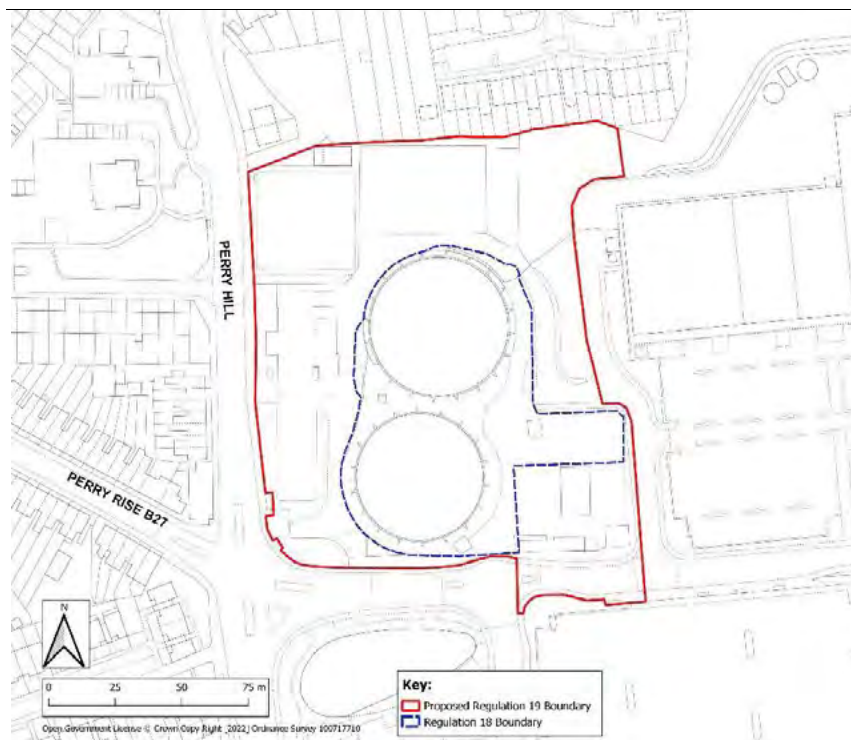 PERRY HILL
PERRY RISE B27
N
0 25 50 75 m
Key:
Proposed Regulation 19 Boundary
Regulation 18 Boundary
Open Government License © Crown Copy Right 2022 | Ordnance Survey 100717710